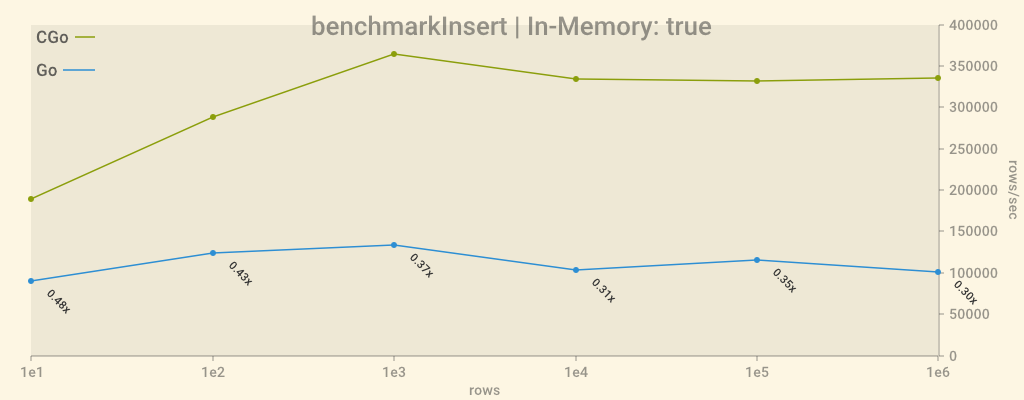 benchmarkInsert | In-Memory: true
CGo
Go
400000
350000
300000
250000
200000
150000
100000
50000
0
rows/sec
0.48x
0.43x
0.37x
0.31x
0.35x
0.30x
1e1 1e2 1e3 1e4 1e5 1e6
rows